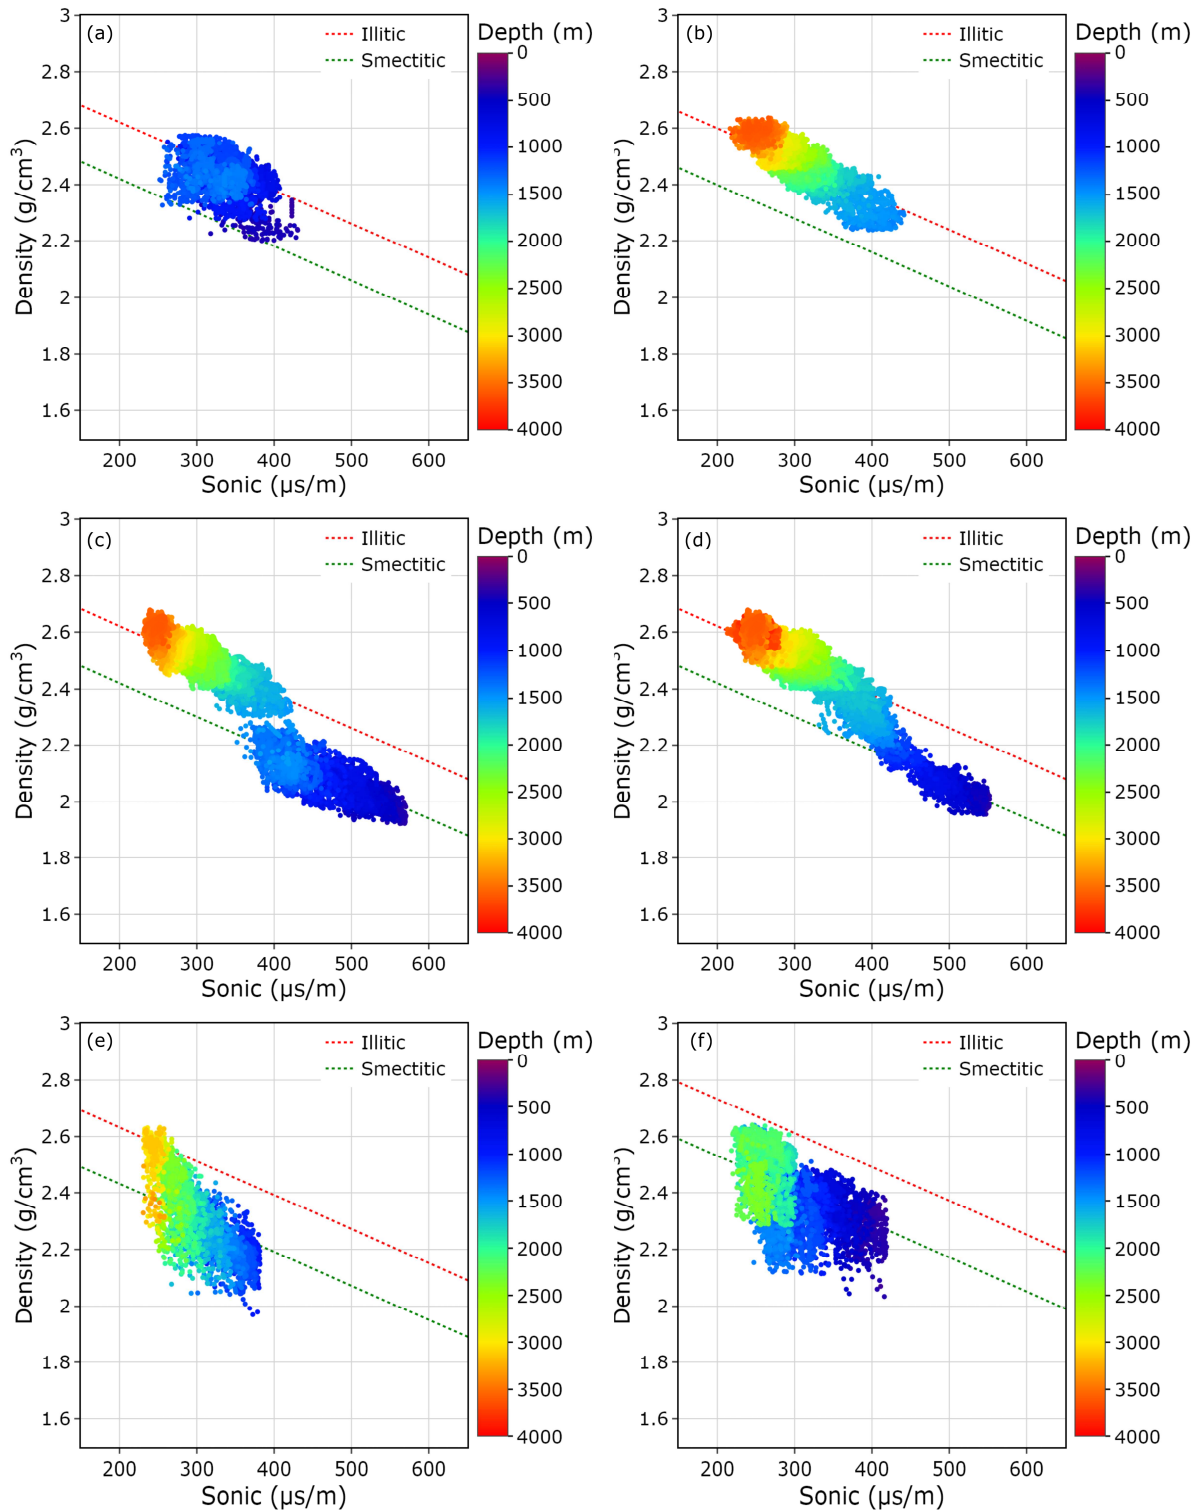 (a)
Illitic
Smectitic
Depth (m)
3
2.8
2.6
2.4
2.2
2
1.8
1.6
Density (g/cm³)
200 300 400 500 600
Sonic (µs/m)
0
500
1000
1500
2000
2500
3000
3500
4000
(b)
Illitic
Smectitic
Depth (m)
3
2.8
2.6
2.4
2.2
2
1.8
1.6
Density (g/cm³)
200 300 400 500 600
Sonic (µs/m)
0
500
1000
1500
2000
2500
3000
3500
4000
(c)
Illitic
Smectitic
Depth (m)
3
2.8
2.6
2.4
2.2
2
1.8
1.6
Density (g/cm³)
200 300 400 500 600
Sonic (µs/m)
0
500
1000
1500
2000
2500
3000
3500
4000
(d)
Illitic
Smectitic
Depth (m)
3
2.8
2.6
2.4
2.2
2
1.8
1.6
Density (g/cm³)
200 300 400 500 600
Sonic (µs/m)
0
500
1000
1500
2000
2500
3000
3500
4000
(e)
Illitic
Smectitic
Depth (m)
3
2.8
2.6
2.4
2.2
2
1.8
1.6
Density (g/cm³)
200 300 400 500 600
Sonic (µs/m)
0
500
1000
1500
2000
2500
3000
3500
4000
(f)
Illitic
Smectitic
Depth (m)
3
2.8
2.6
2.4
2.2
2
1.8
1.6
Density (g/cm³)
200 300 400 500 600
Sonic (µs/m)
0
500
1000
1500
2000
2500
3000
3500
4000